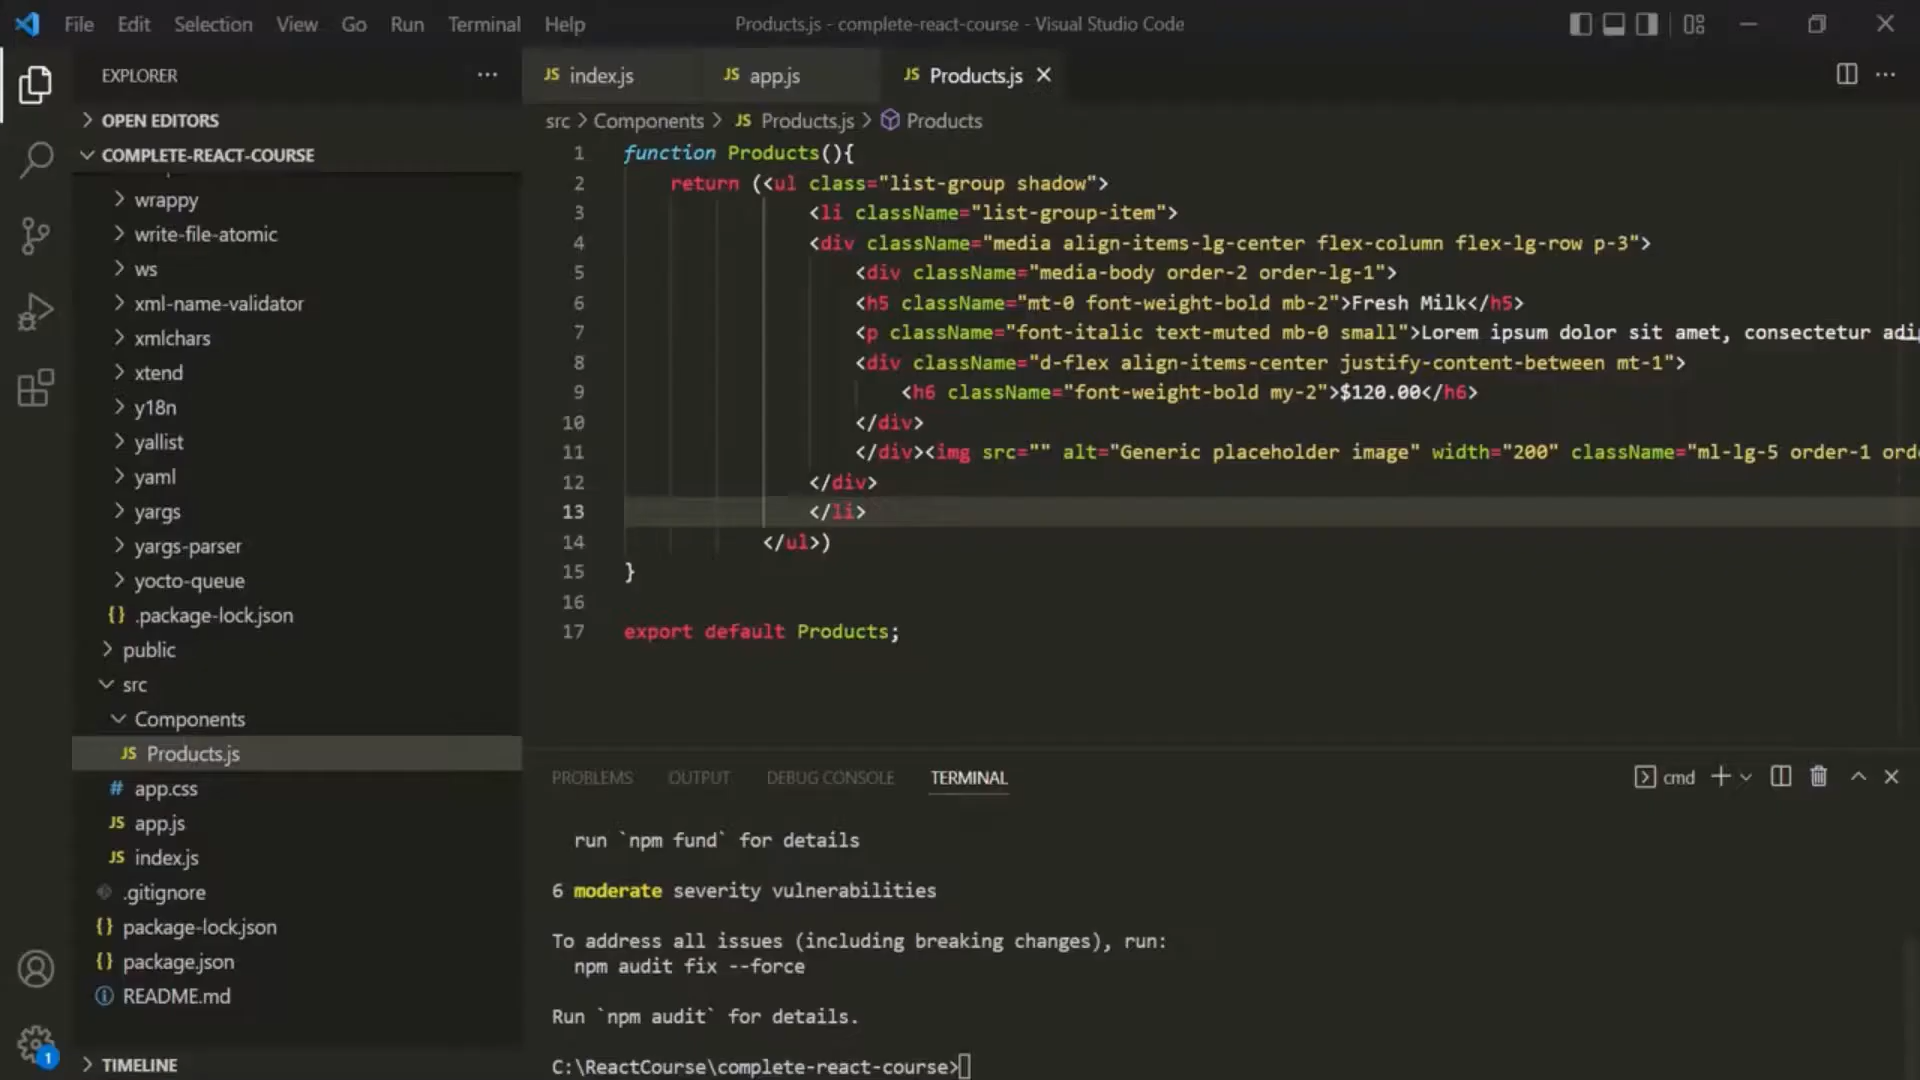 File Edit Selection View Go Run Terminal Help
Products.js - complete-react-course - Visual Studio Code
EXPLORER
OPEN EDITORS
COMPLETE-REACT-COURSE
wrappy
write-file-atomic
ws
xml-name-validator
xmlchars
xtend
y18n
yallist
yaml
yargs
yargs-parser
yocto-queue
{} .package-lock.json
public
src
Components
JS Products.js
# app.css
JS app.js
JS index.js
.gitignore
{} package-lock.json
{} package.json
README.md
1
TIMELINE
JS index.js JS app.js JS Products.js
src > Components > JS Products.js > Products
1 function Products(){
2 return (<ul class="list-group shadow">
3 <li className="list-group-item">
4 <div className="media align-items-lg-center flex-column flex-lg-row p-3">
5 <div className="media-body order-2 order-lg-1">
6 <h5 className="mt-0 font-weight-bold mb-2">Fresh Milk</h5>
7 <p className="font-italic text-muted mb-0 small">Lorem ipsum dolor sit amet, consectetur adi
8 <div className="d-flex align-items-center justify-content-between mt-1">
9 <h6 className="font-weight-bold my-2">$120.00</h6>
10 </div>
11 </div><img src="" alt="Generic placeholder image" width="200" className="ml-lg-5 order-1 ord
12 </div>
13 </li>
14 </ul>)
15 }
16
17 export default Products;
PROBLEMS OUTPUT DEBUG CONSOLE TERMINAL
cmd
run `npm fund` for details
6 moderate severity vulnerabilities
To address all issues (including breaking changes), run:
npm audit fix --force
Run `npm audit` for details.
C:\ReactCourse\complete-react-course>